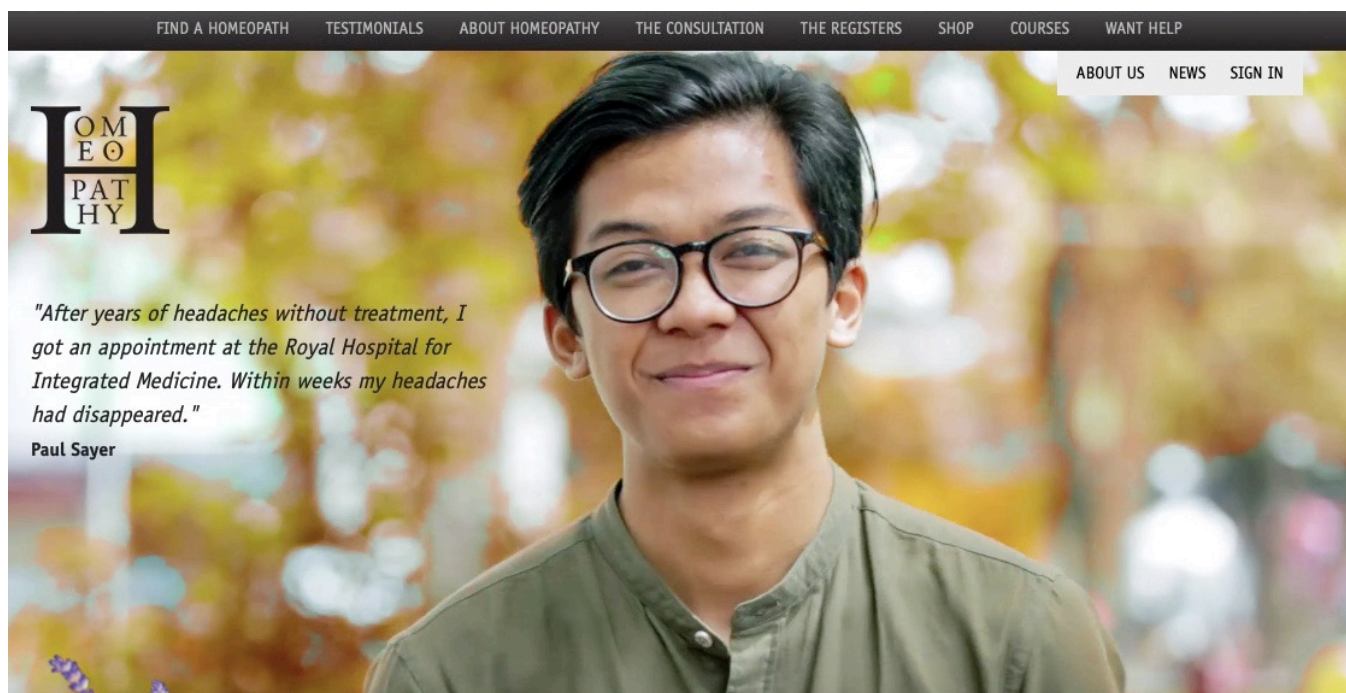 FIND A HOMEOPATH TESTIMONIALS ABOUT HOMEOPATHY THE CONSULTATION THE REGISTERS SHOP COURSES WANT HELP
ABOUT US NEWS SIGN IN
H
OM
EO
PAT
HY
"After years of headaches without treatment, I
got an appointment at the Royal Hospital for
Integrated Medicine. Within weeks my headaches
had disappeared."
Paul Sayer